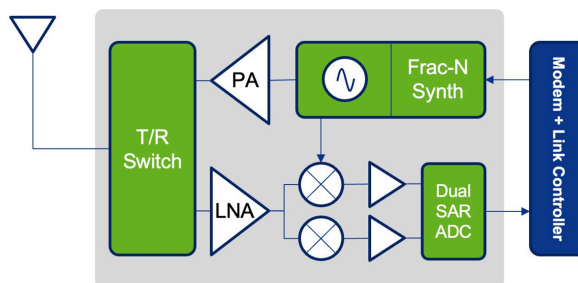 PA
Frac-N
Synth
T/R
Switch
LNA
Dual
SAR
ADC
Modem + Link Controller